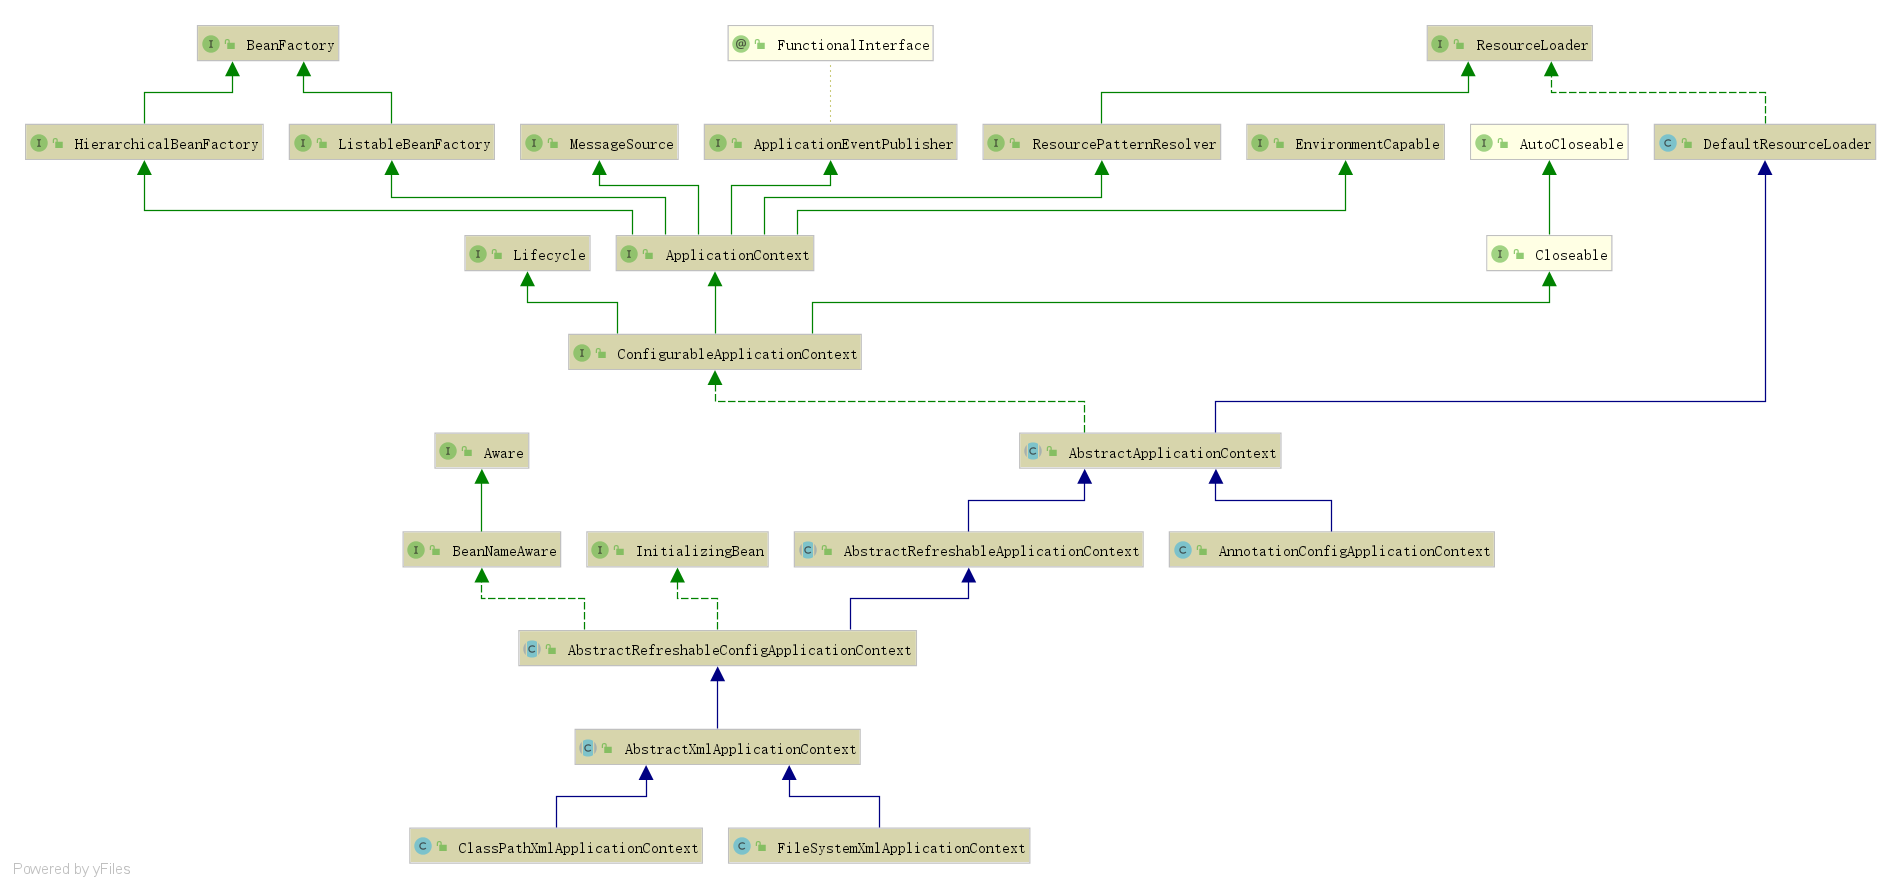 BeanFactory
FunctionalInterface
ResourceLoader
HierarchicalBeanFactory
ListableBeanFactory
MessageSource
ApplicationEventPublisher
ResourcePatternResolver
EnvironmentCapable
AutoCloseable
DefaultResourceLoader
Lifecycle
ApplicationContext
Closeable
ConfigurableApplicationContext
AbstractApplicationContext
Aware
BeanNameAware
InitializingBean
AbstractRefreshableApplicationContext
AnnotationConfigApplicationContext
AbstractRefreshableConfigApplicationContext
AbstractXmlApplicationContext
ClassPathXmlApplicationContext
FileSystemXmlApplicationContext
Powered by yFiles